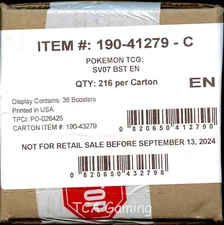 ITEM #: 190-41279 - C
POKEMON TCG:
SV07 BST EN
QTY: 216 per Carton
EN
Display Contains: 36 Boosters
Printed in USA
TPCi: PO-026425
CARTON ITEM #: 190-43279
0 820650 412790
NOT FOR RETAIL SALE BEFORE SEPTEMBER 13, 2024
0 0820650 432798
TCA Gaming